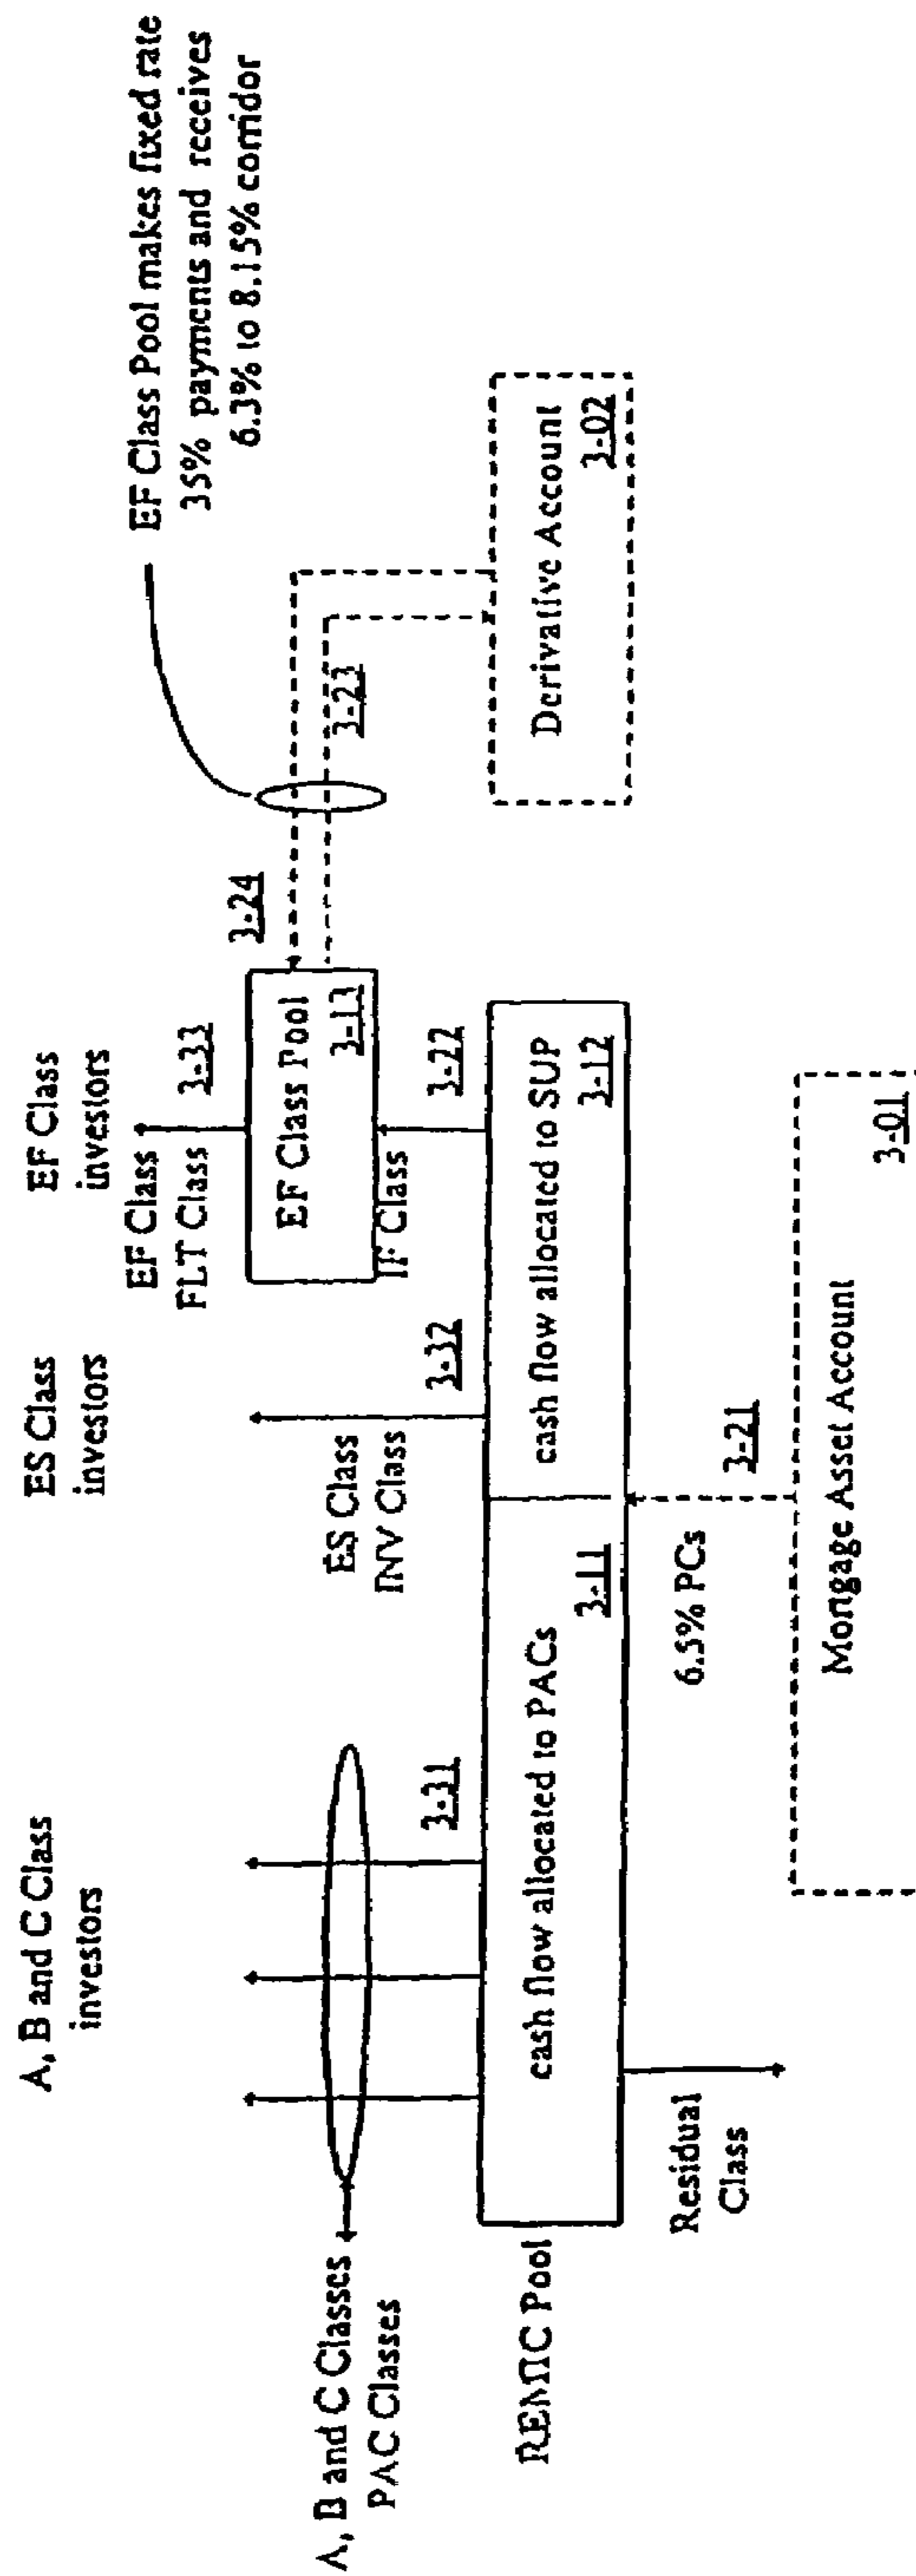 A, B and C Class
investors
ES Class
investors
EF Class
investors
EF Class Pool makes fixed rate
35% payments and receives
6.3% to 8.15% corridor
A, B and C Classes
PAC Classes
3-31
ES Class
INV Class
3-32
EF Class
FLT Class
3-33
3-24
EF Class Pool
3-13
3-23
IF Class
3-22
REMIC Pool
cash flow allocated to PACs
3-11
cash flow allocated to SUP
3-12
Derivative Account
3-02
Residual
Class
6.5% PCs
3-21
Mongage Asset Account
3-01